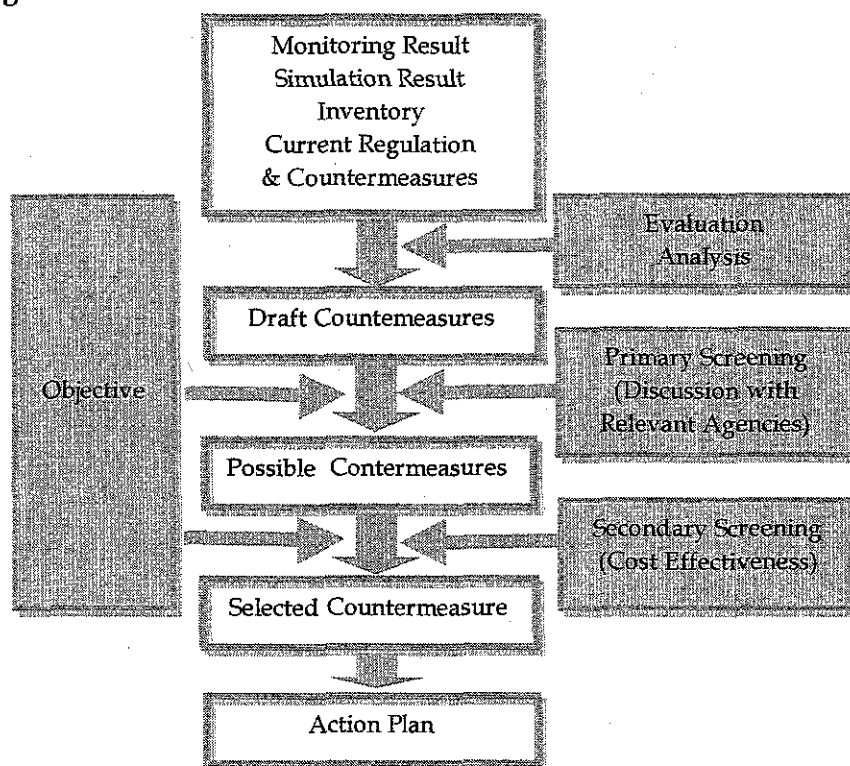 Monitoring Result
Simulation Result
Inventory
Current Regulation
& Countermeasures
Evaluation
Analysis
Draft Countemeasures
Objective
Primary Screening
(Discussion with
Relevant Agencies)
Possible Contermeasures
Secondary Screening
(Cost Effectiveness)
Selected Countermeasure
Action Plan